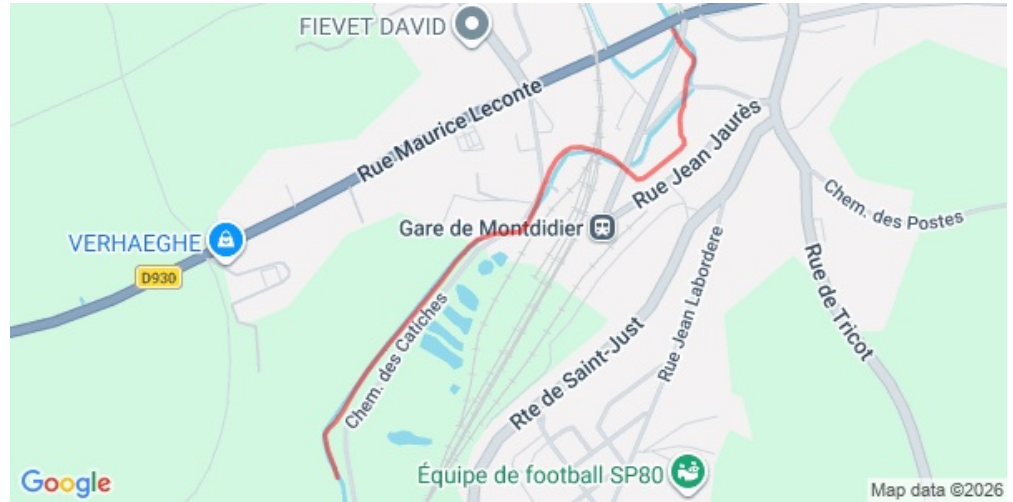 FIEVET DAVID
Rue Maurice Leconte
Rue Jean Jaurès
Chem. des Postes
Gare de Montdidier
VERHAEGHE
D930
Rue Jean Labordere
Rue de Tricot
Chem. des Catiches
Rte de Saint-Just
Équipe de football SP80
Google
Map data ©2026